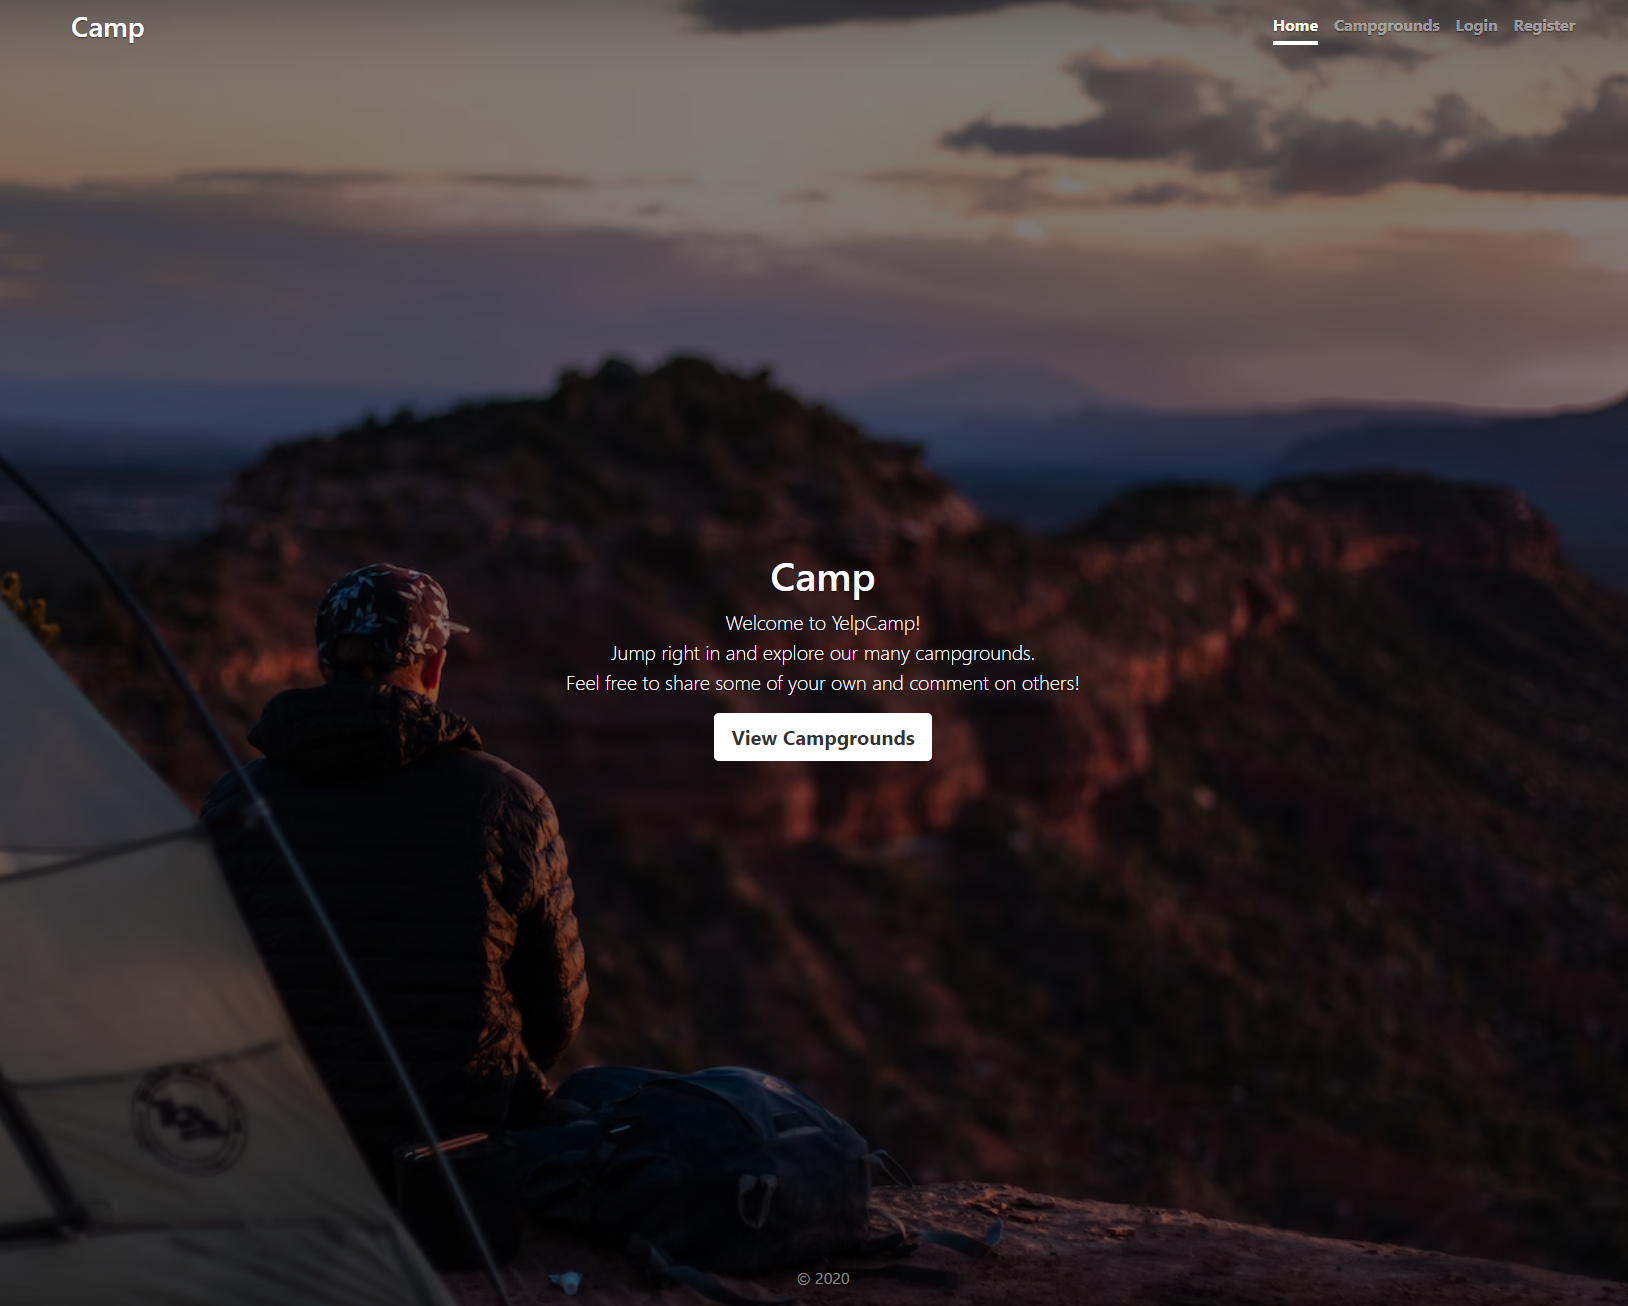 Camp
Home Campgrounds Login Register
Camp
Welcome to YelpCamp!
Jump right in and explore our many campgrounds.
Feel free to share some of your own and comment on others!
View Campgrounds
© 2020